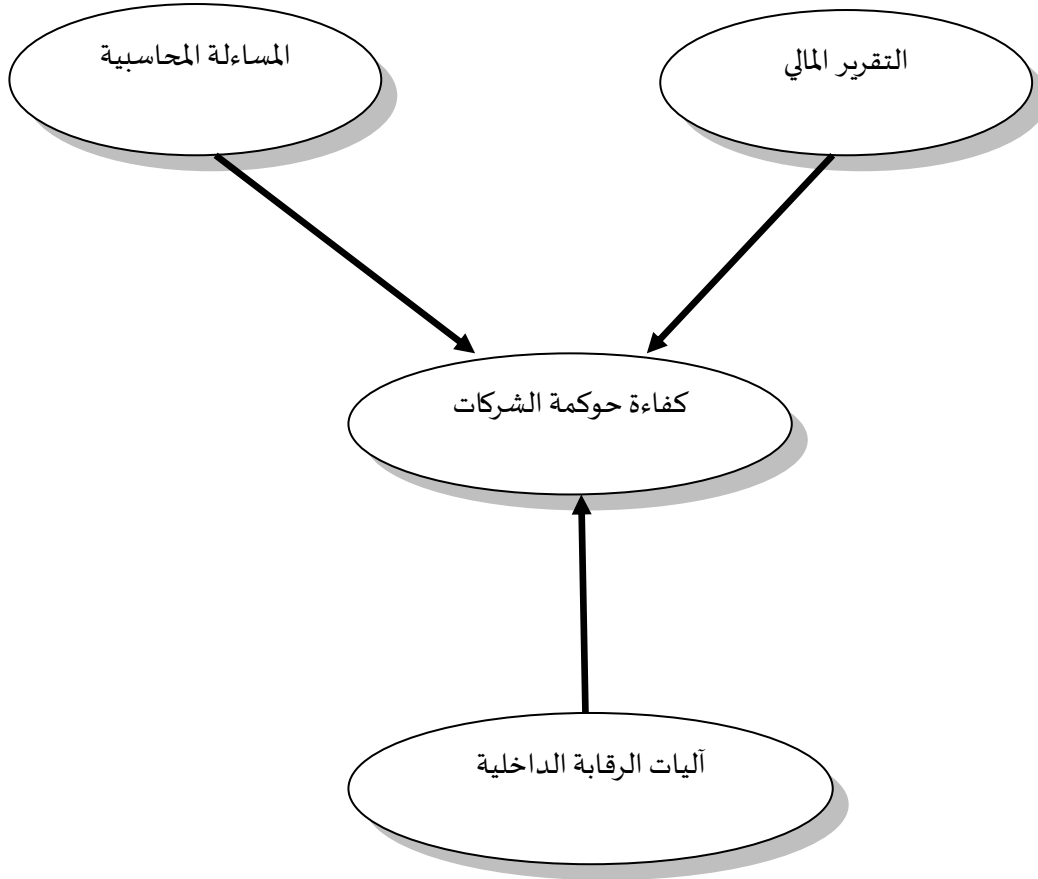 التقرير المالي
المساءلة المحاسبية
كفاءة حوكمة الشركات
آليات الرقابة الداخلية